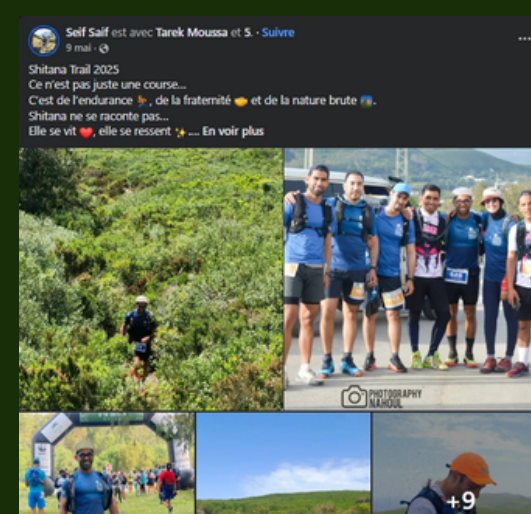 Seif Saif est avec Tarek Moussa et 5. · Suivre
9 mai ·
Shitana Trail 2025
Ce n'est pas juste une course...
C'est de l'endurance 🏃, de la fraternité 🤝 et de la nature brute 🏞.
Shitana ne se raconte pas...
Elle se vit ❤️, elle se ressent ✨.... En voir plus
PHOTOGRAPHY
NAHOUL
+9